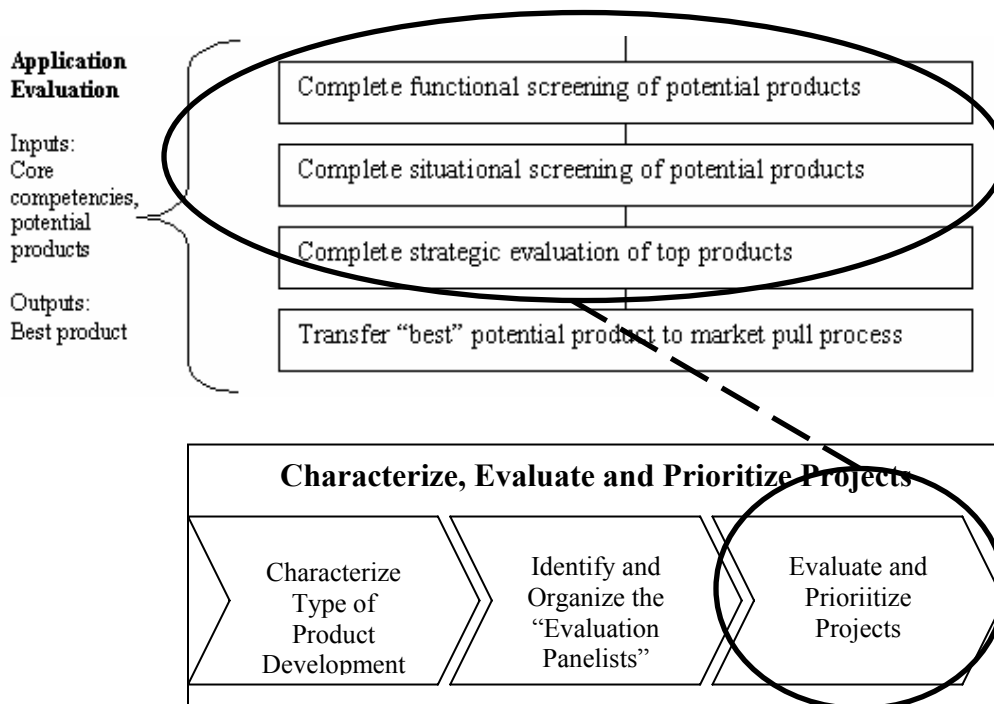 Application
Evaluation
Inputs:
Core
competencies,
potential
products
Outputs:
Best product
Complete functional screening of potential products
Complete situational screening of potential products
Complete strategic evaluation of top products
Transfer “best” potential product to market pull process
Characterize, Evaluate and Prioritize Projects
Characterize
Type of
Product
Development
Identify and
Organize the
“Evaluation
Panelists”
Evaluate and
Prioriitize
Projects